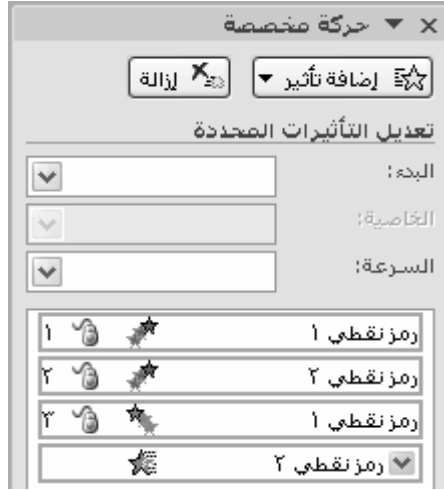 حركة مخصصة
إضافة تأثير إزالة
تعديل التأثيرات المحددة
البدء:
الخاصية:
السرعة:
رمز نقطي ١ ١
رمز نقطي ٢ ٢
رمز نقطي ١ ٣
رمز نقطي ٢